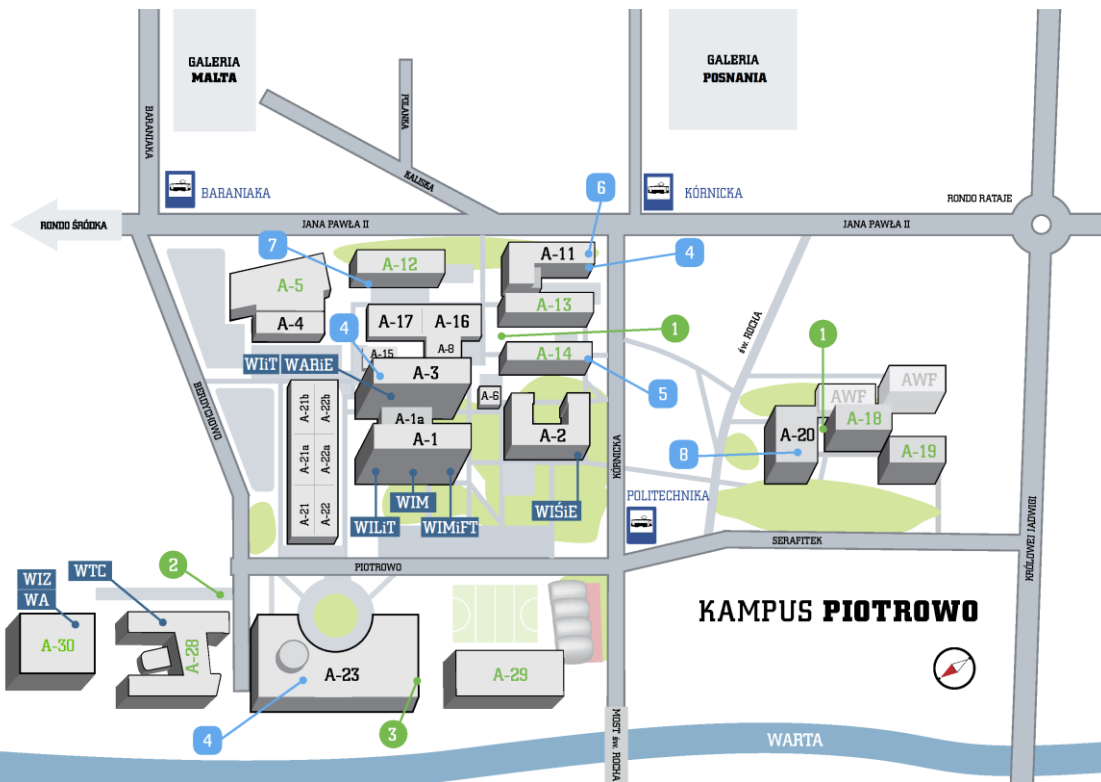 GALERIA
MALTA
GALERIA
POSNANIA
BARANIAKA
POLANKA
KALISKA
BARANIAKA
KÓRNICKA
6
RONDO RATAJE
RONDO ŚRÓDKA
JANA PAWŁA II
JANA PAWŁA II
7
A-12
A-11
4
A-5
A-13
A-4
A-17
A-16
1
św. ROCHA
1
4
A-15
A-8
A-14
WIiT
WARiE
A-3
5
AWF
AWF
A-6
BERDYCHOWO
A-21b
A-22b
A-1a
A-18
A-1
A-2
A-20
KÓRNICKA
A-21a
A-22a
8
A-19
WIM
WILiT
WIMiFT
WIŚiE
POLITECHNIKA
A-21
A-22
SERAFITEK
KRÓLOWEJ JADWIGI
PIOTROWO
2
WTC
WIZ
WA
KAMPUS PIOTROWO
A-30
A-28
A-23
A-29
4
3
MOST św. ROCHA
WARTA